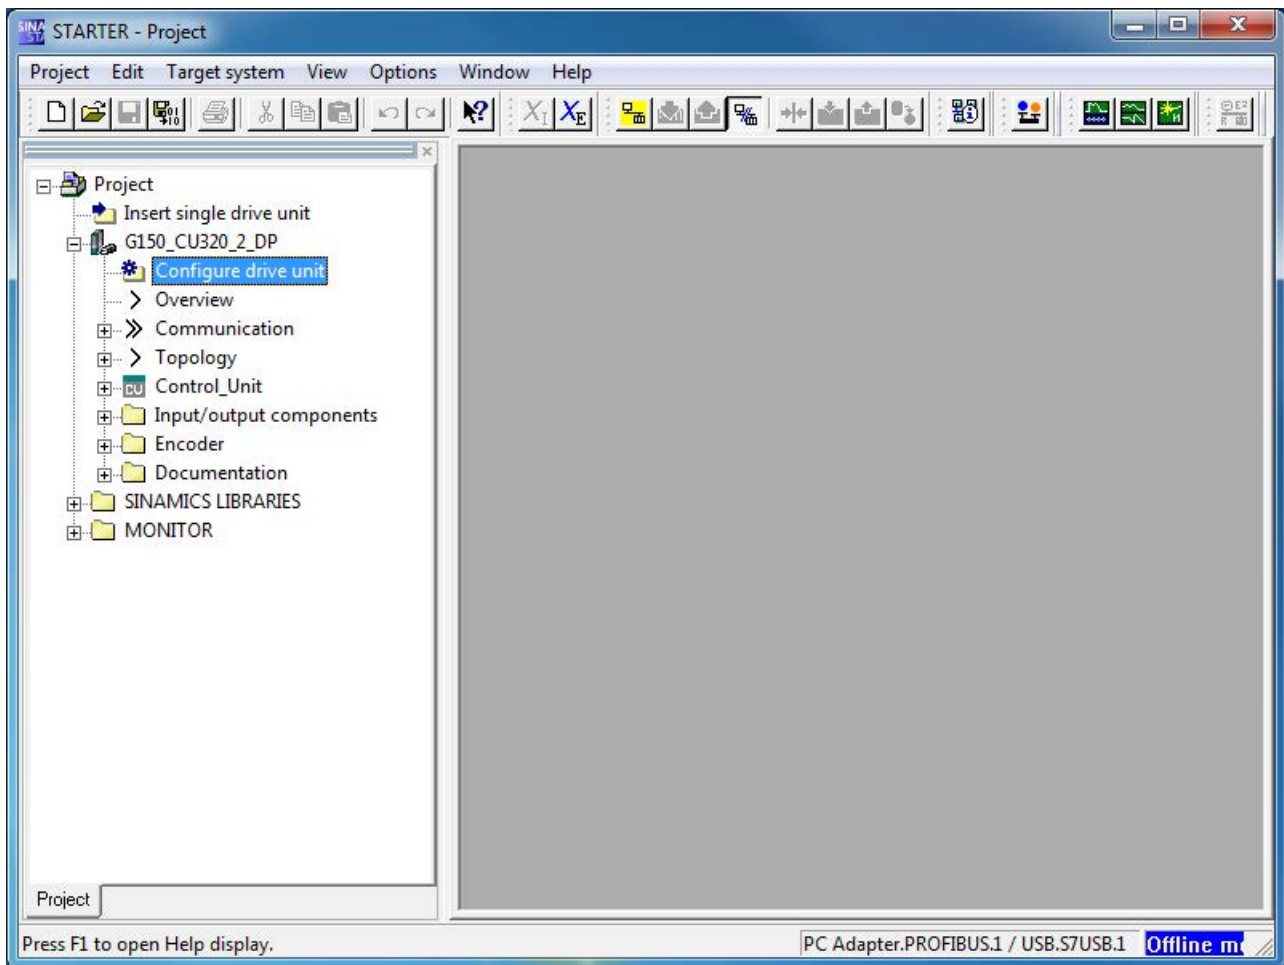 STARTER - Project
Project Edit Target system View Options Window Help
Project
Insert single drive unit
G150_CU320_2_DP
Configure drive unit
Overview
Communication
Topology
CU Control_Unit
Input/output components
Encoder
Documentation
SINAMICS LIBRARIES
MONITOR
Project
Press F1 to open Help display. PC Adapter.PROFIBUS.1 / USB.S7USB.1 Offline